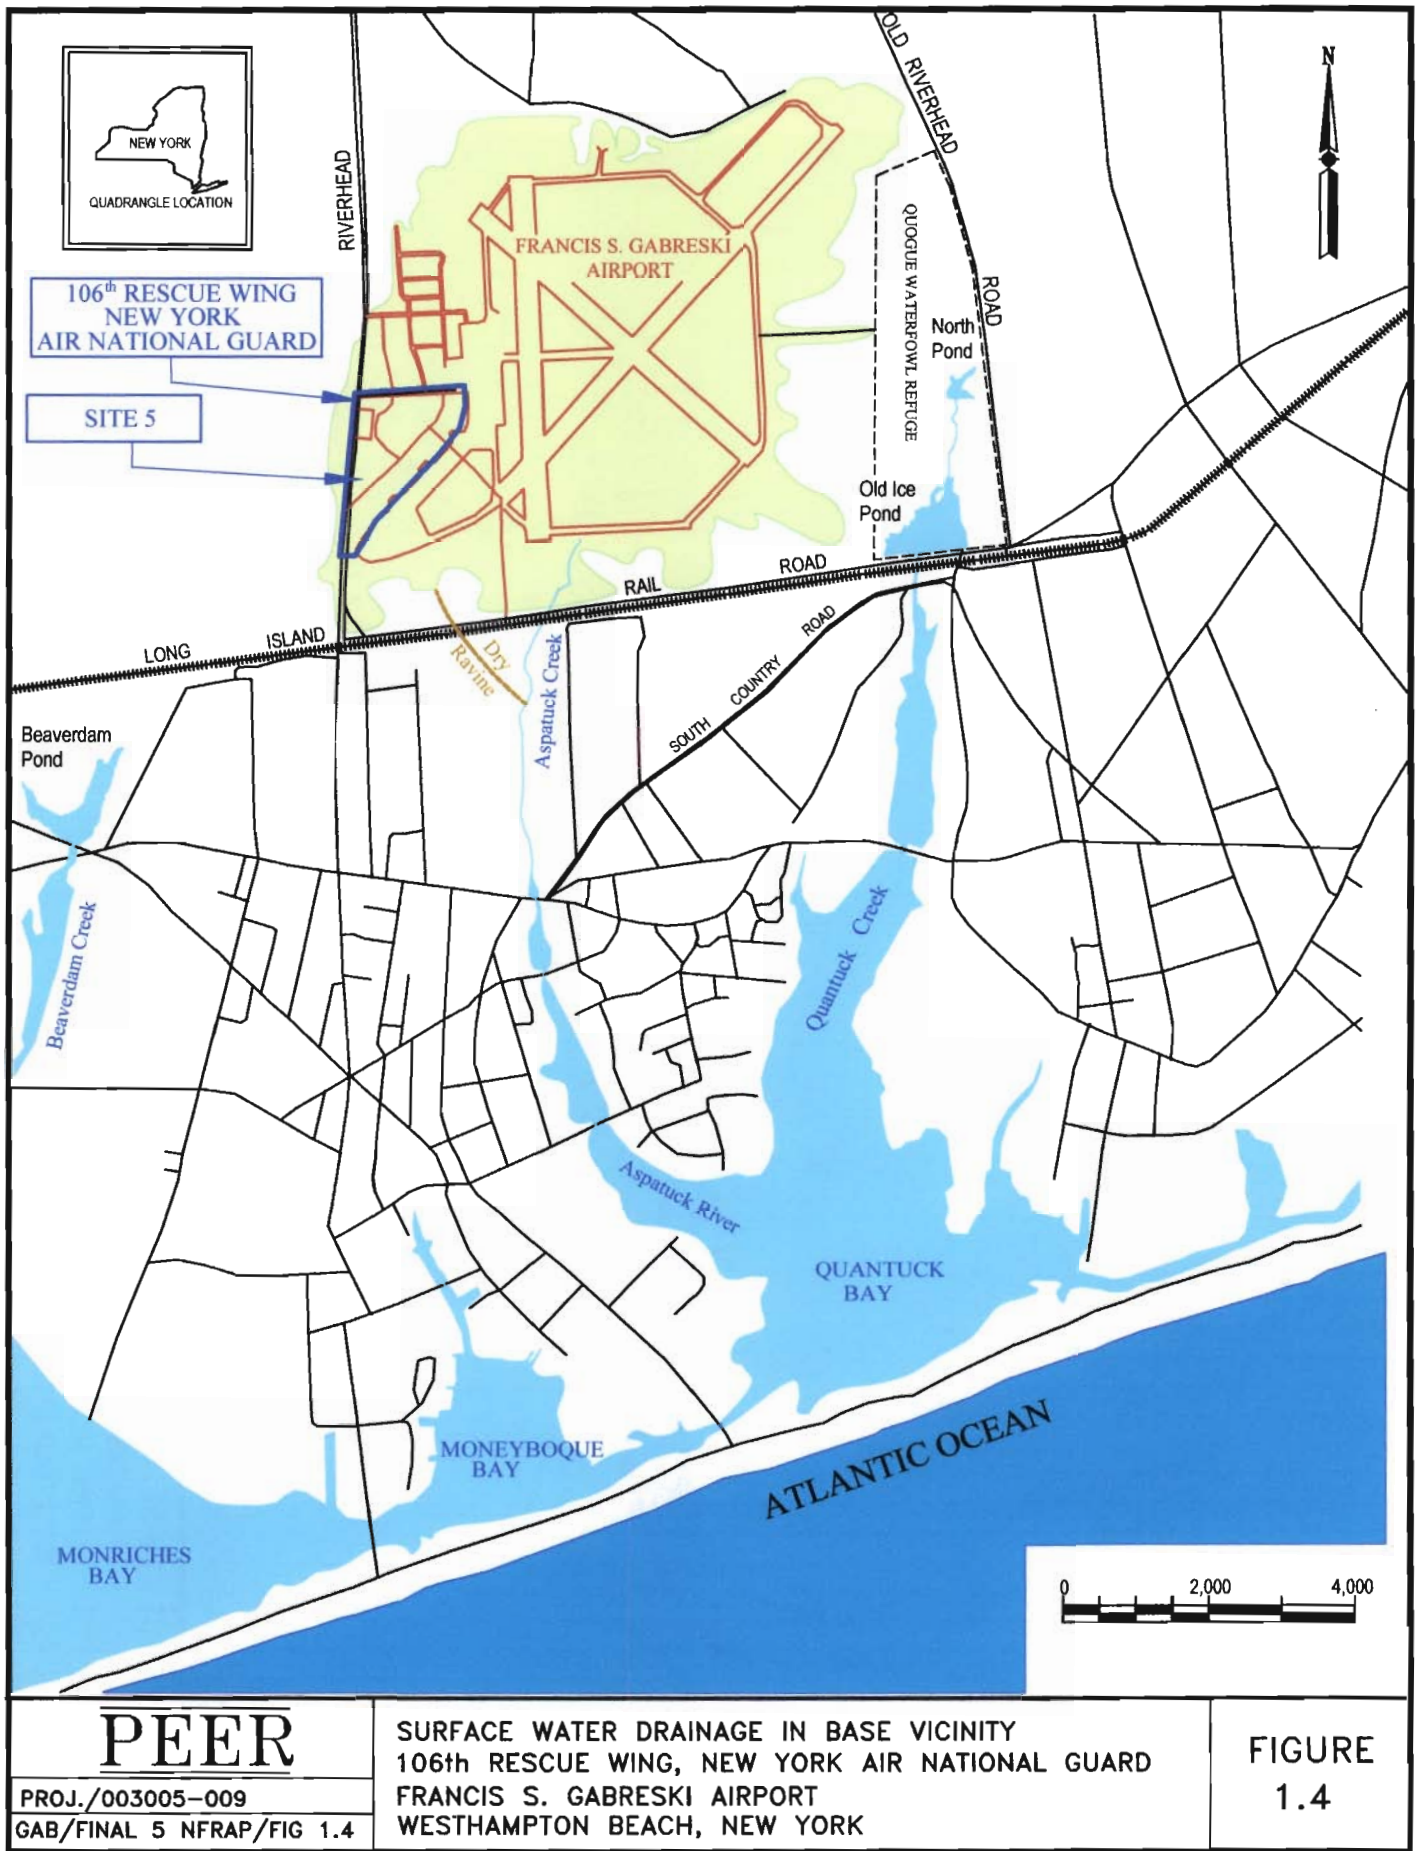 NEW YORK
QUADRANGLE LOCATION
RIVERHEAD
OLD RIVERHEAD
ROAD
N
106th RESCUE WING
NEW YORK
AIR NATIONAL GUARD
SITE 5
FRANCIS S. GABRESKI
AIRPORT
QUOGUE WATERFOWL REFUGE
North
Pond
Old Ice
Pond
LONG ISLAND RAIL ROAD
Dry
Ravine
Aspatuck Creek
SOUTH COUNTRY ROAD
Beaverdam
Pond
Beaverdam Creek
Quantuck Creek
Aspatuck River
QUANTUCK
BAY
MONEYBOQUE
BAY
ATLANTIC OCEAN
MONRICHES
BAY
0 2,000 4,000
PEER
PROJ./003005-009
GAB/FINAL 5 NFRAP/FIG 1.4
SURFACE WATER DRAINAGE IN BASE VICINITY
106th RESCUE WING, NEW YORK AIR NATIONAL GUARD
FRANCIS S. GABRESKI AIRPORT
WESTHAMPTON BEACH, NEW YORK
FIGURE
1.4